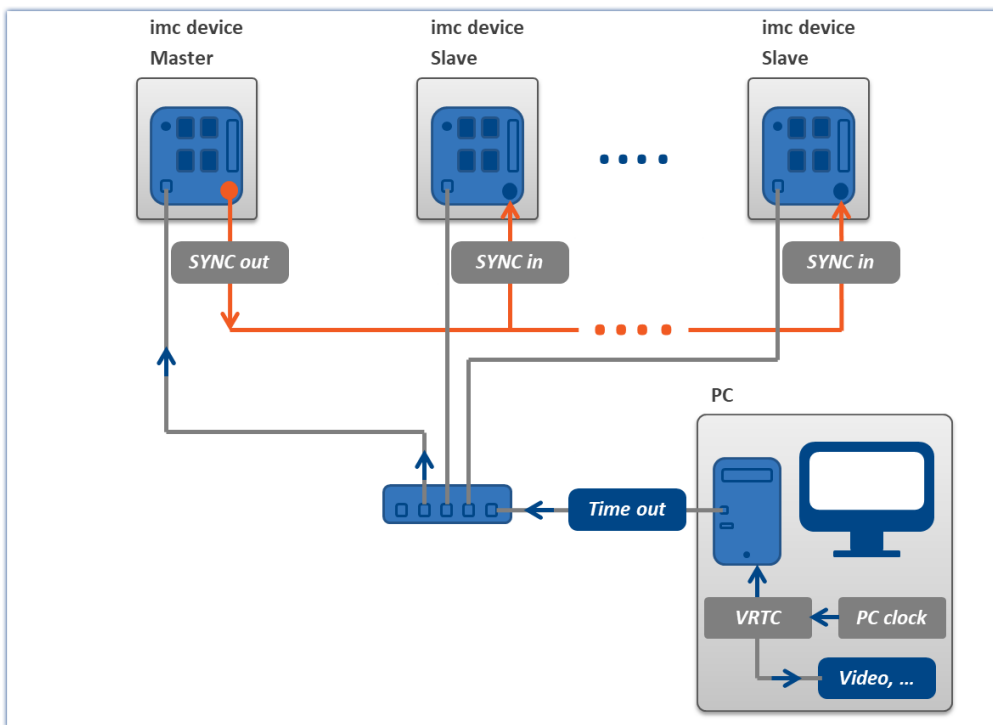 imc device
Master
imc device
Slave
imc device
Slave
SYNC out
SYNC in
SYNC in
PC
Time out
VRTC
PC clock
Video, ...